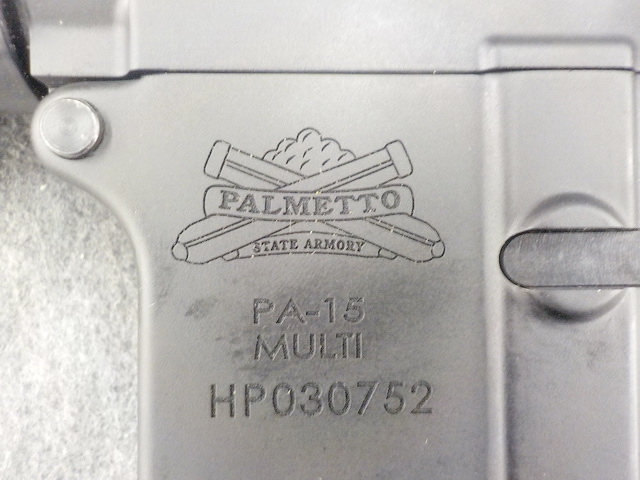 PALMETTO
STATE ARMORY
PA-15
MULTI
HP030752